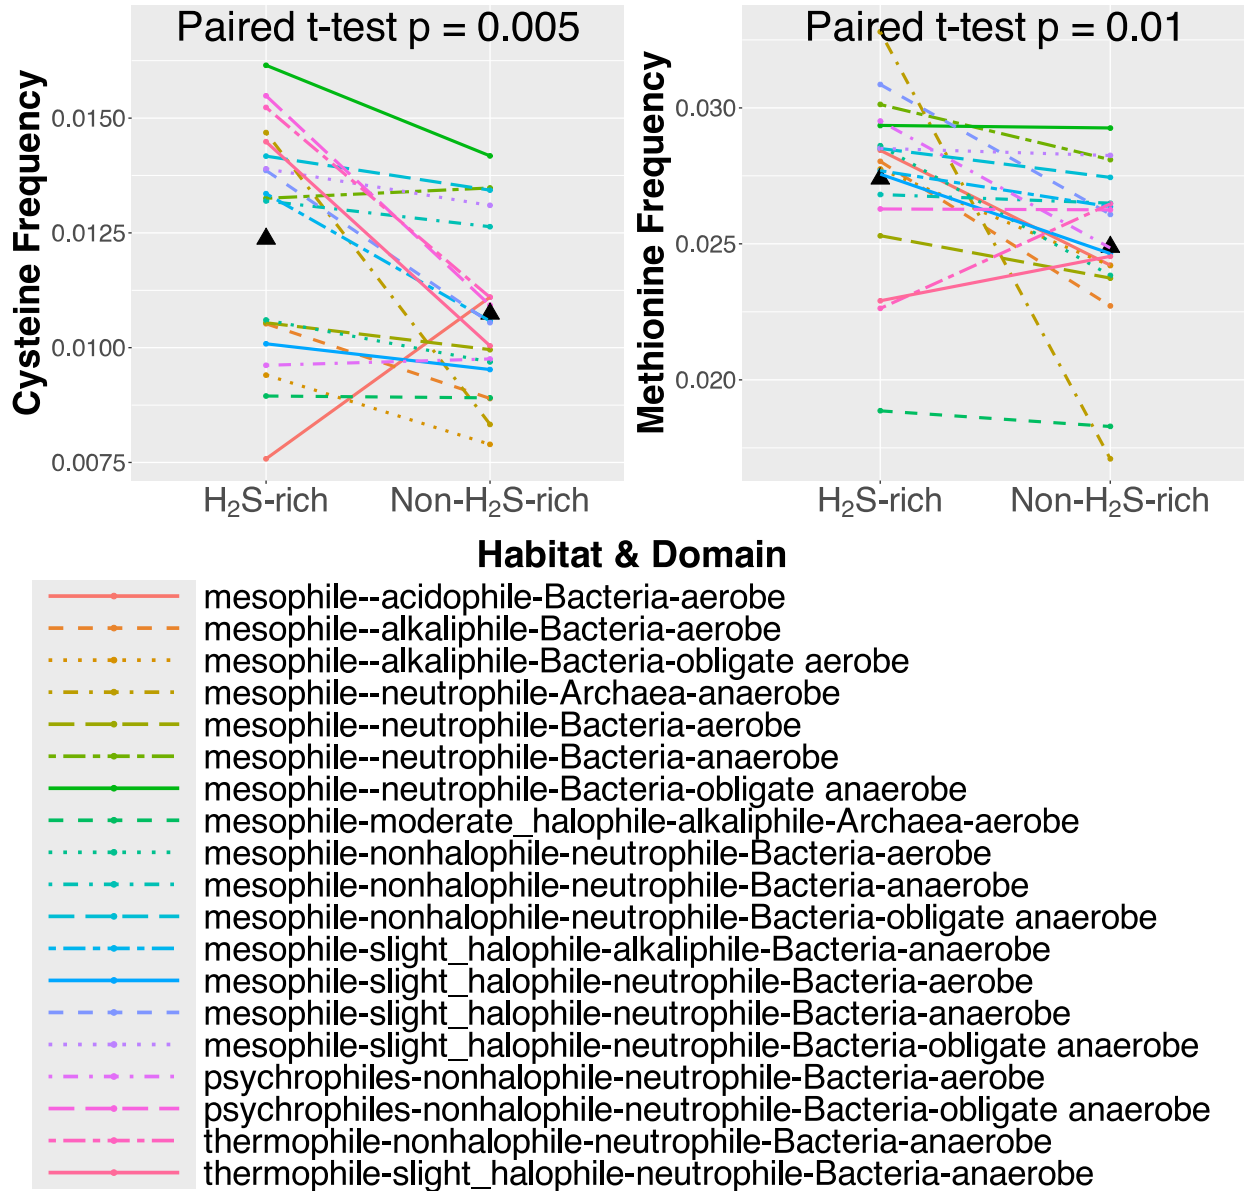 Paired t-test p = 0.005
Cysteine Frequency
0.0150
0.0125
0.0100
0.0075
H₂S-rich
Non-H₂S-rich
Paired t-test p = 0.01
Methionine Frequency
0.030
0.025
0.020
H₂S-rich
Non-H₂S-rich
Habitat & Domain
mesophile--acidophile-Bacteria-aerobe
mesophile--alkaliphile-Bacteria-aerobe
mesophile--alkaliphile-Bacteria-obligate aerobe
mesophile--neutrophile-Archaea-anaerobe
mesophile--neutrophile-Bacteria-aerobe
mesophile--neutrophile-Bacteria-anaerobe
mesophile--neutrophile-Bacteria-obligate anaerobe
mesophile-moderate_halophile-alkaliphile-Archaea-aerobe
mesophile-nonhalophile-neutrophile-Bacteria-aerobe
mesophile-nonhalophile-neutrophile-Bacteria-anaerobe
mesophile-nonhalophile-neutrophile-Bacteria-obligate anaerobe
mesophile-slight_halophile-alkaliphile-Bacteria-anaerobe
mesophile-slight_halophile-neutrophile-Bacteria-aerobe
mesophile-slight_halophile-neutrophile-Bacteria-anaerobe
mesophile-slight_halophile-neutrophile-Bacteria-obligate anaerobe
psychrophiles-nonhalophile-neutrophile-Bacteria-aerobe
psychrophiles-nonhalophile-neutrophile-Bacteria-obligate anaerobe
thermophile-nonhalophile-neutrophile-Bacteria-anaerobe
thermophile-slight_halophile-neutrophile-Bacteria-anaerobe